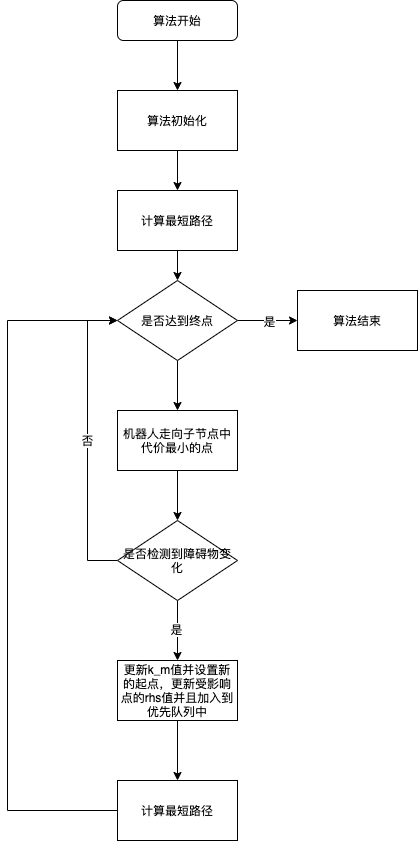 算法开始
算法初始化
计算最短路径
是否达到终点
是
算法结束
机器人走向子节点中
代价最小的点
否
是否检测到障碍物变
化
是
更新k_m值并设置新
的起点，更新受影响
点的rhs值并且加入到
优先队列中
计算最短路径